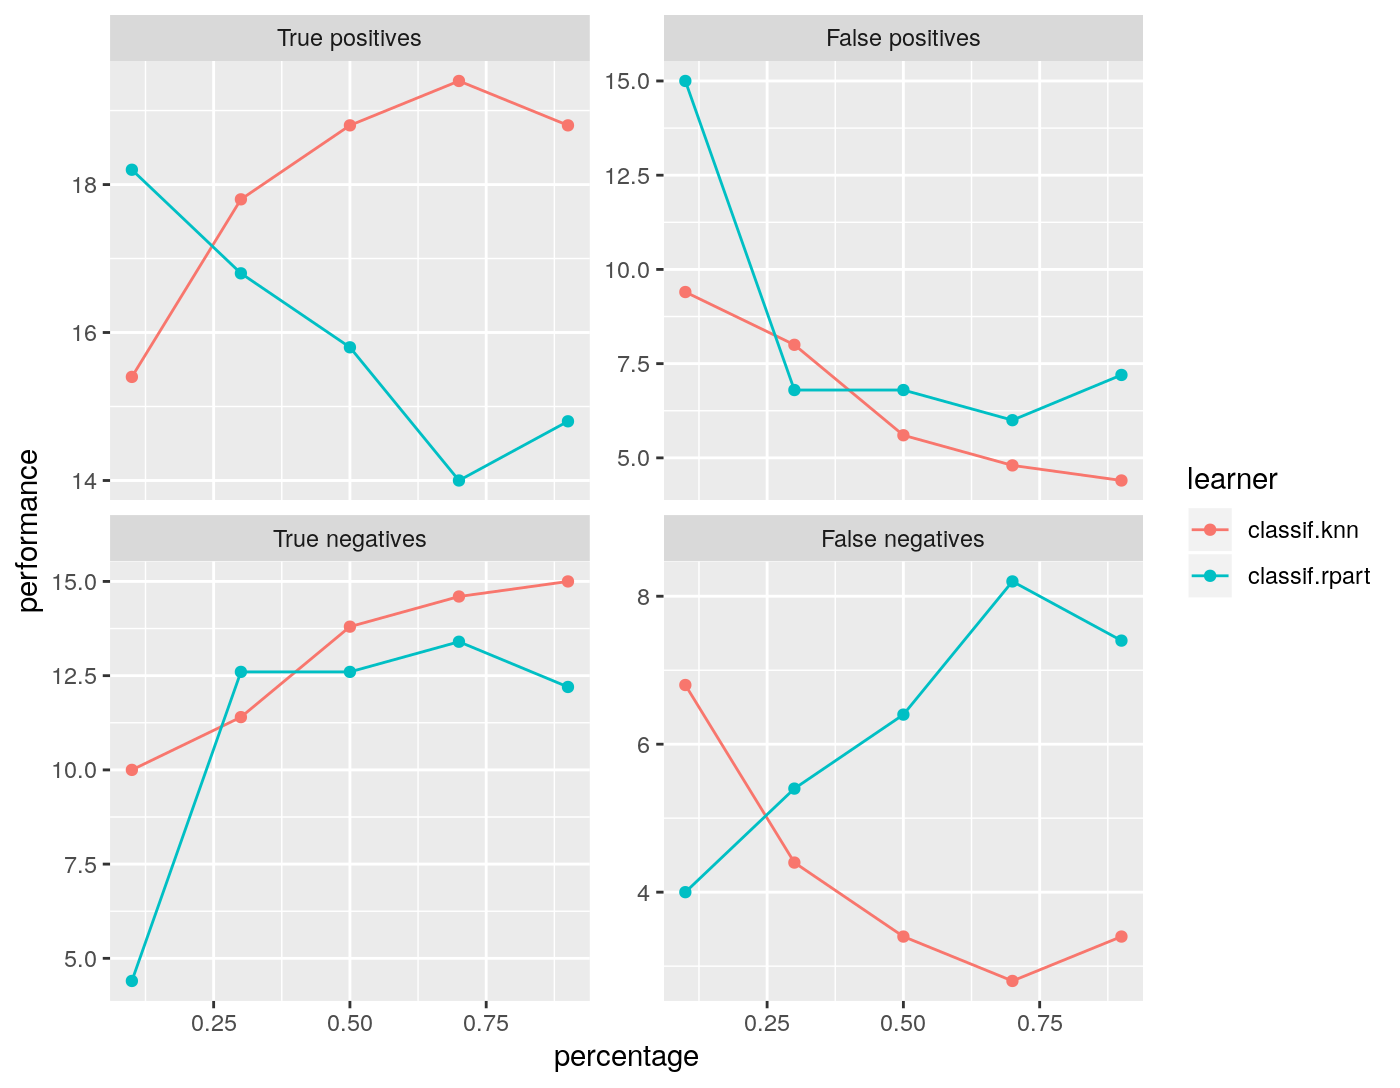 True positives
False positives
18
16
14
15.0
12.5
10.0
7.5
5.0
True negatives
False negatives
15.0
12.5
10.0
7.5
5.0
8
6
4
0.25 0.50 0.75
0.25 0.50 0.75
percentage
performance
learner
classif.knn
classif.rpart